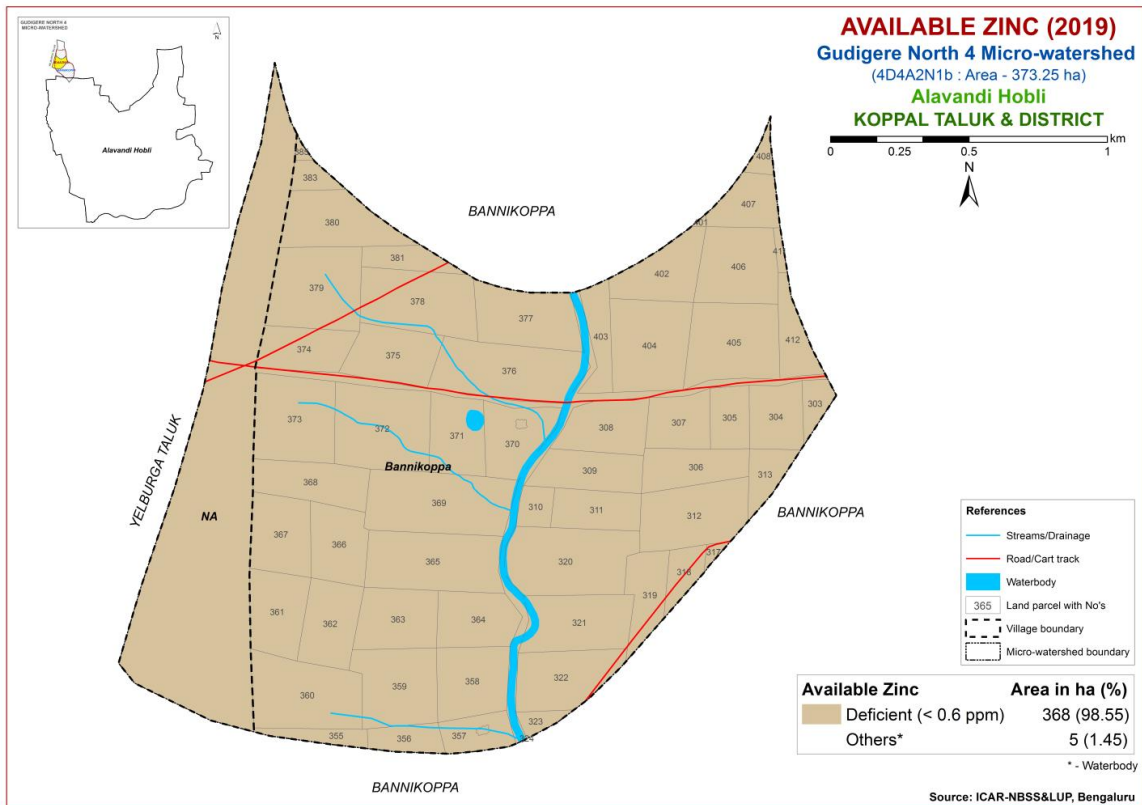 GUDIGERE NORTH 4
MICRO-WATERSHED
N
Alavandi Hobli
AVAILABLE ZINC (2019)
Gudigere North 4 Micro-watershed
(4D4A2N1b : Area - 373.25 ha)
Alavandi Hobli
KOPPAL TALUK & DISTRICT
km
0 0.25 0.5 1
N
BANNIKOPPA
408
383
407
380
401
381
402
406
379
378
377
403
404
405
412
374
375
376
373
372
371
370
308
307
305
304
303
Bannikoppa
309
306
313
368
369
YELBURGA TALUK
NA
310
311
312
BANNIKOPPA
367
366
365
320
317
318
319
361
362
363
364
321
360
359
358
322
323
355
356
357
324
BANNIKOPPA
References
Streams/Drainage
Road/Cart track
Waterbody
365 Land parcel with No's
Village boundary
Micro-watershed boundary
Available Zinc Area in ha (%)
Deficient (< 0.6 ppm) 368 (98.55)
Others* 5 (1.45)
* - Waterbody
Source: ICAR-NBSS&LUP, Bengaluru